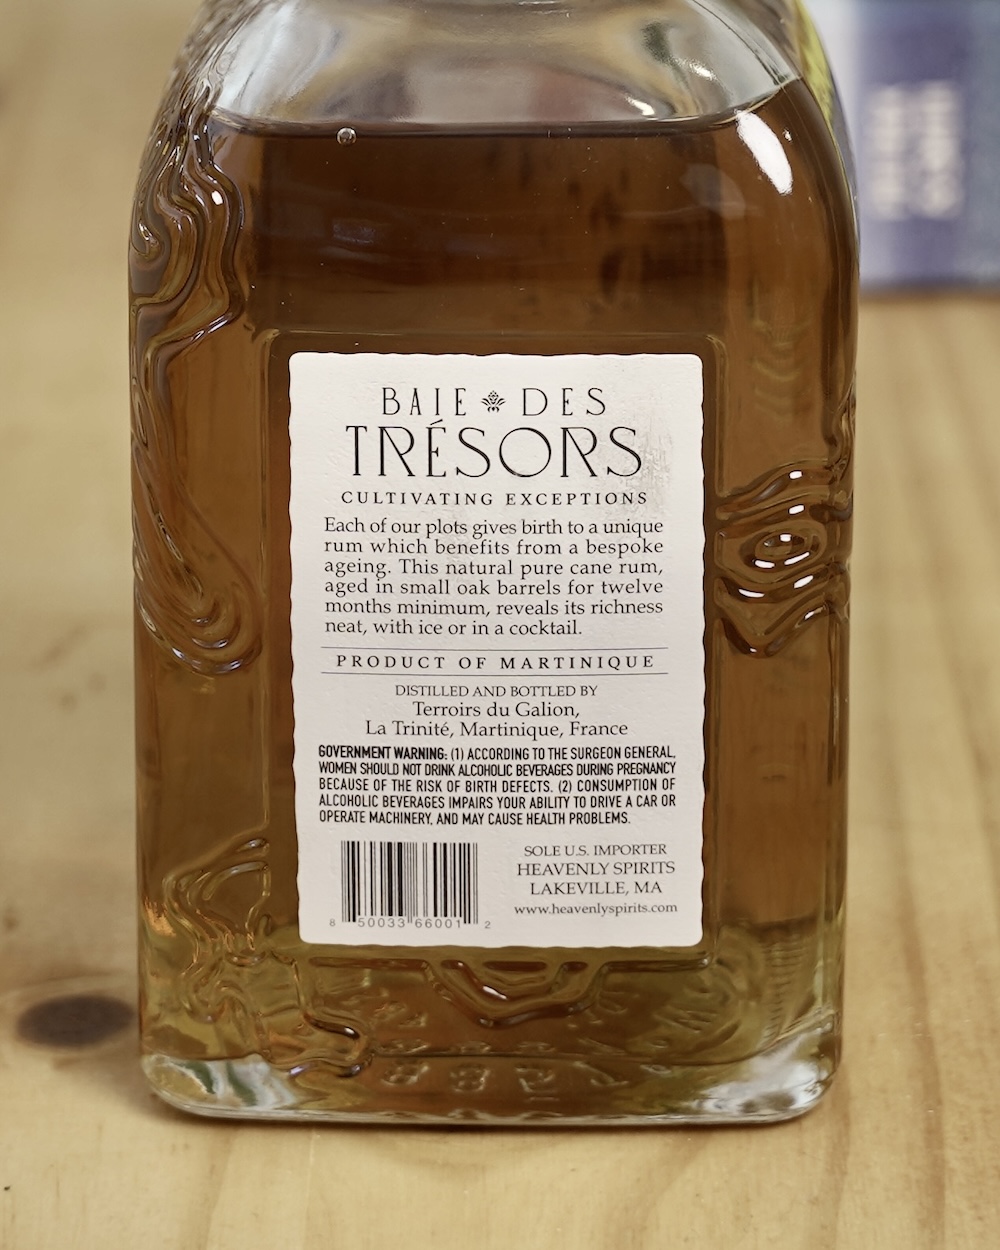 BAIE DES
TRÉSORS
CULTIVATING EXCEPTIONS
Each of our plots gives birth to a unique
rum which benefits from a bespoke
ageing. This natural pure cane rum,
aged in small oak barrels for twelve
months minimum, reveals its richness
neat, with ice or in a cocktail.
PRODUCT OF MARTINIQUE
DISTILLED AND BOTTLED BY
Terroirs du Galion,
La Trinité, Martinique, France
GOVERNMENT WARNING: (1) ACCORDING TO THE SURGEON GENERAL,
WOMEN SHOULD NOT DRINK ALCOHOLIC BEVERAGES DURING PREGNANCY
BECAUSE OF THE RISK OF BIRTH DEFECTS. (2) CONSUMPTION OF
ALCOHOLIC BEVERAGES IMPAIRS YOUR ABILITY TO DRIVE A CAR OR
OPERATE MACHINERY, AND MAY CAUSE HEALTH PROBLEMS.
SOLE U.S. IMPORTER
HEAVENLY SPIRITS
LAKEVILLE, MA
www.heavenlyspirits.com
8 50033 66001 2